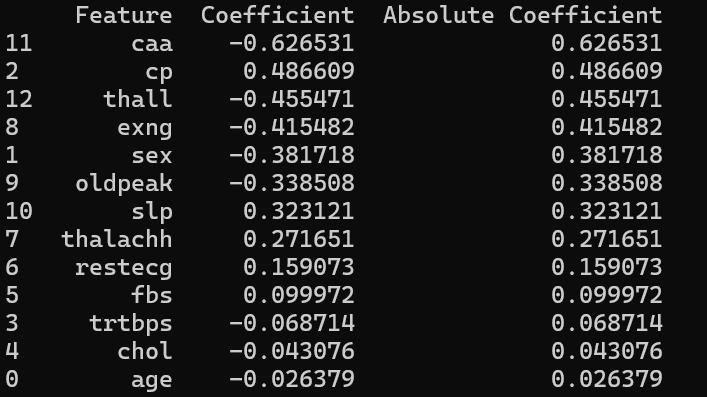 Feature  Coefficient  Absolute Coefficient
11       caa    -0.626531              0.626531
2         cp     0.486609              0.486609
12     thall    -0.455471              0.455471
8       exng    -0.415482              0.415482
1        sex    -0.381718              0.381718
9    oldpeak    -0.338508              0.338508
10       slp     0.323121              0.323121
7   thalachh     0.271651              0.271651
6    restecg     0.159073              0.159073
5        fbs     0.099972              0.099972
3     trtbps    -0.068714              0.068714
4       chol    -0.043076              0.043076
0        age    -0.026379              0.026379